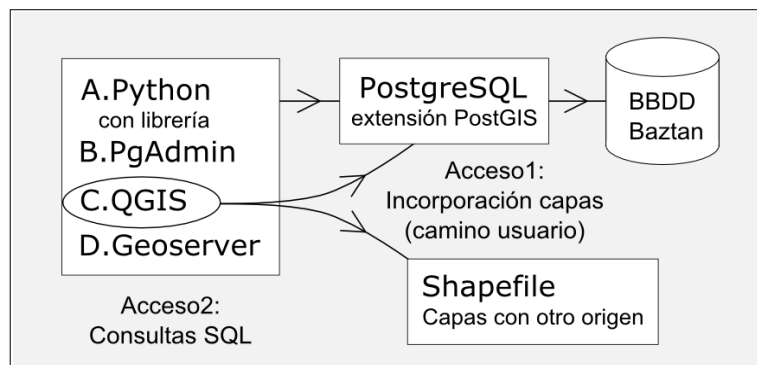 A.Python
con librería
B.PgAdmin
C.QGIS
D.Geoserver
Acceso2:
Consultas SQL
PostgreSQL
extensión PostGIS
BBDD
Baztan
Acceso1:
Incorporación capas
(camino usuario)
Shapefile
Capas con otro origen